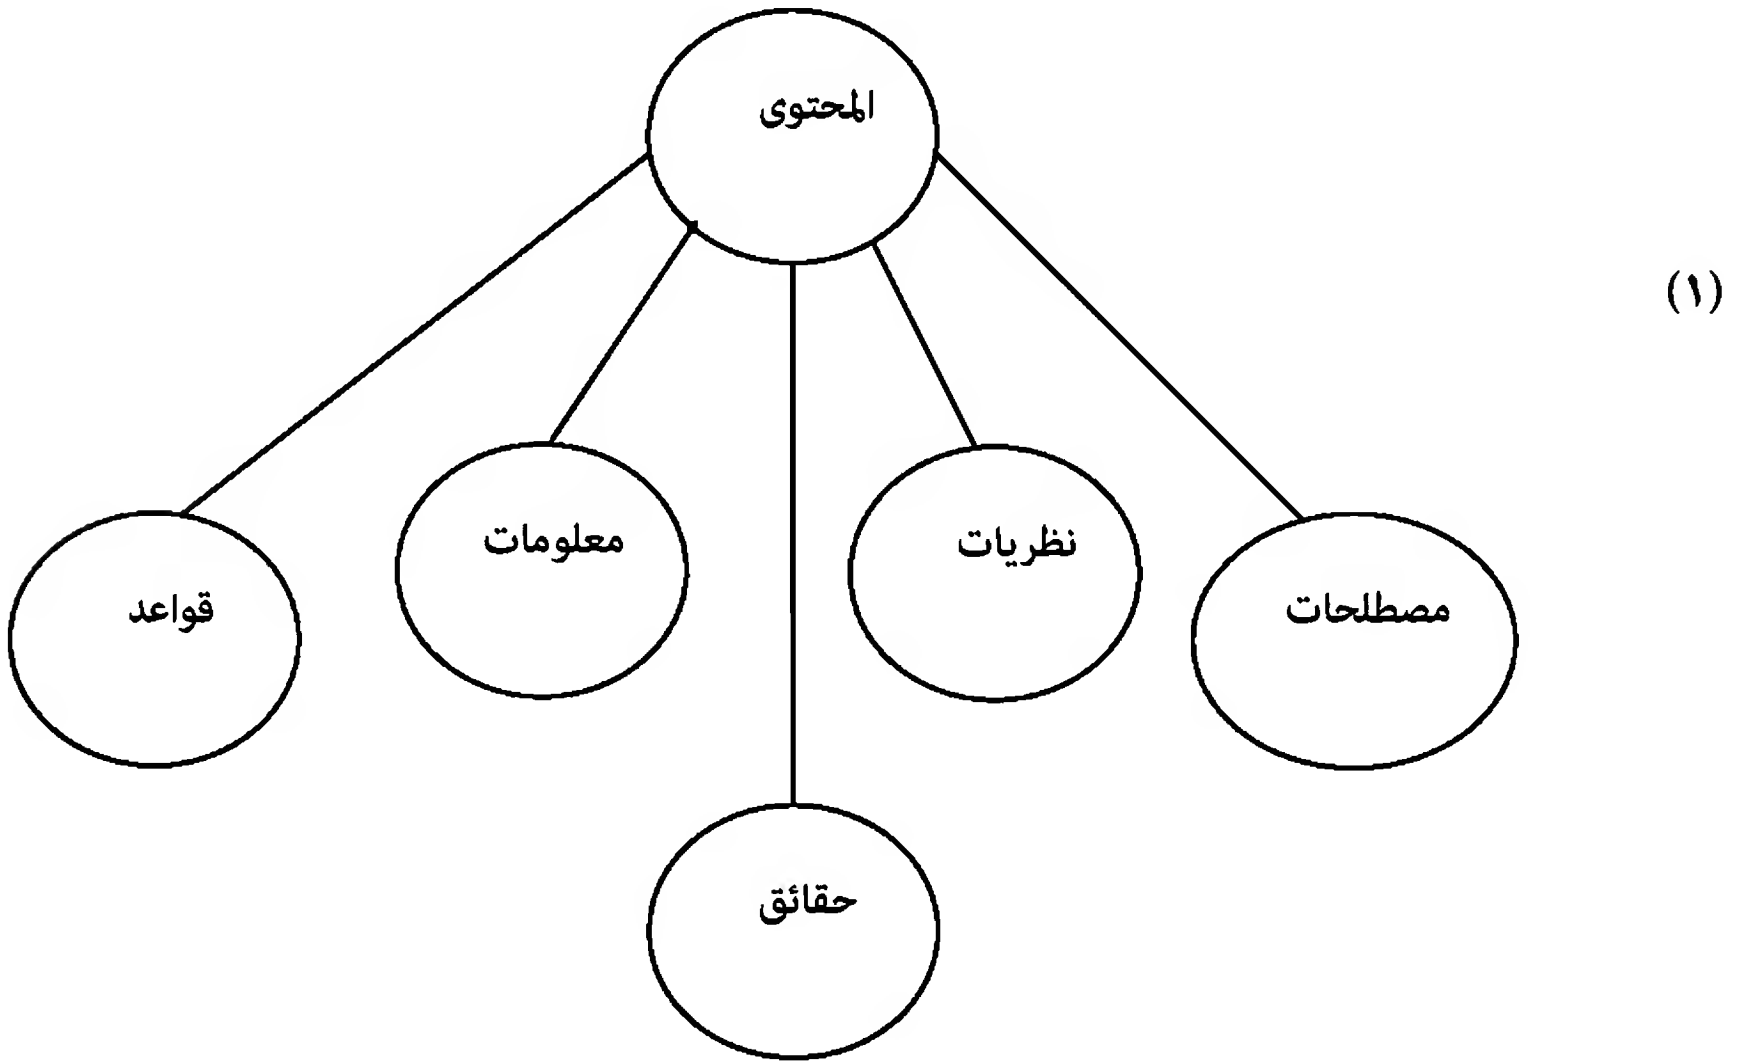 المحتوى
(١)
مصطلحات
نظريات
معلومات
قواعد
حقائق